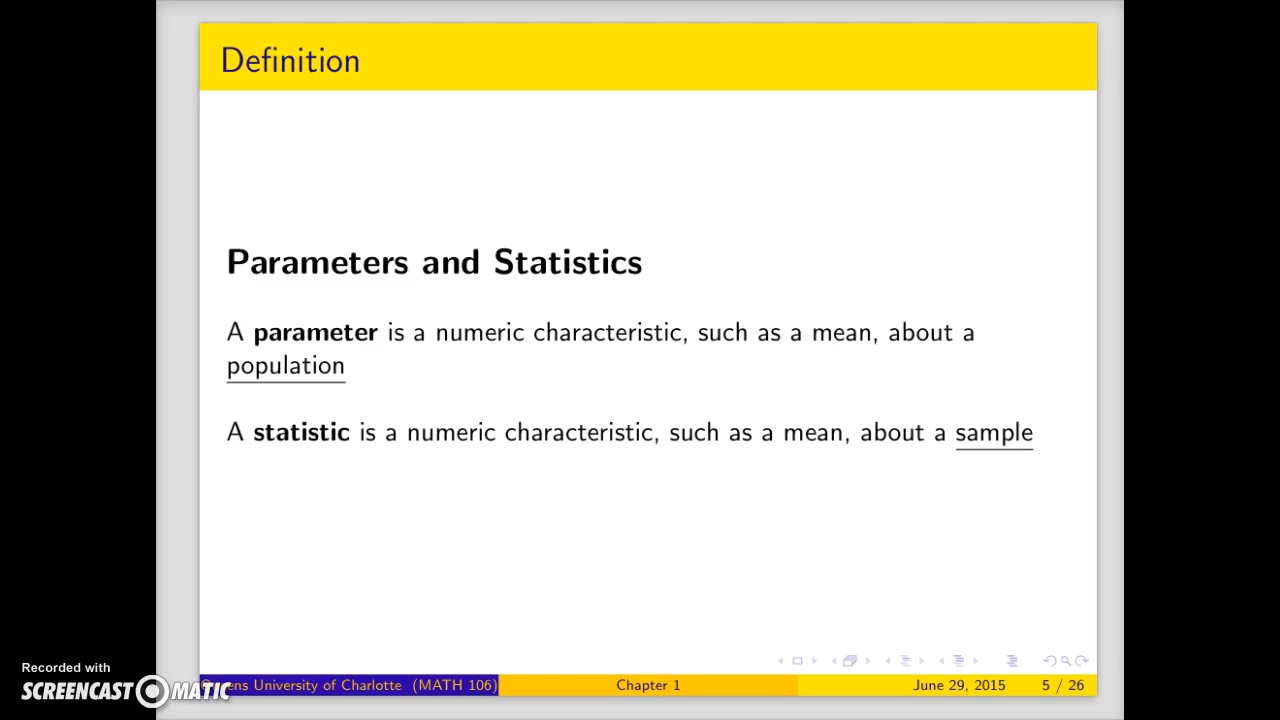 Definition
Parameters and Statistics
A parameter is a numeric characteristic, such as a mean, about a
population
A statistic is a numeric characteristic, such as a mean, about a sample
Recorded with
SCREENCAST MATIC
University of Charlotte (MATH 106)
Chapter 1
June 29, 2015
5 / 26